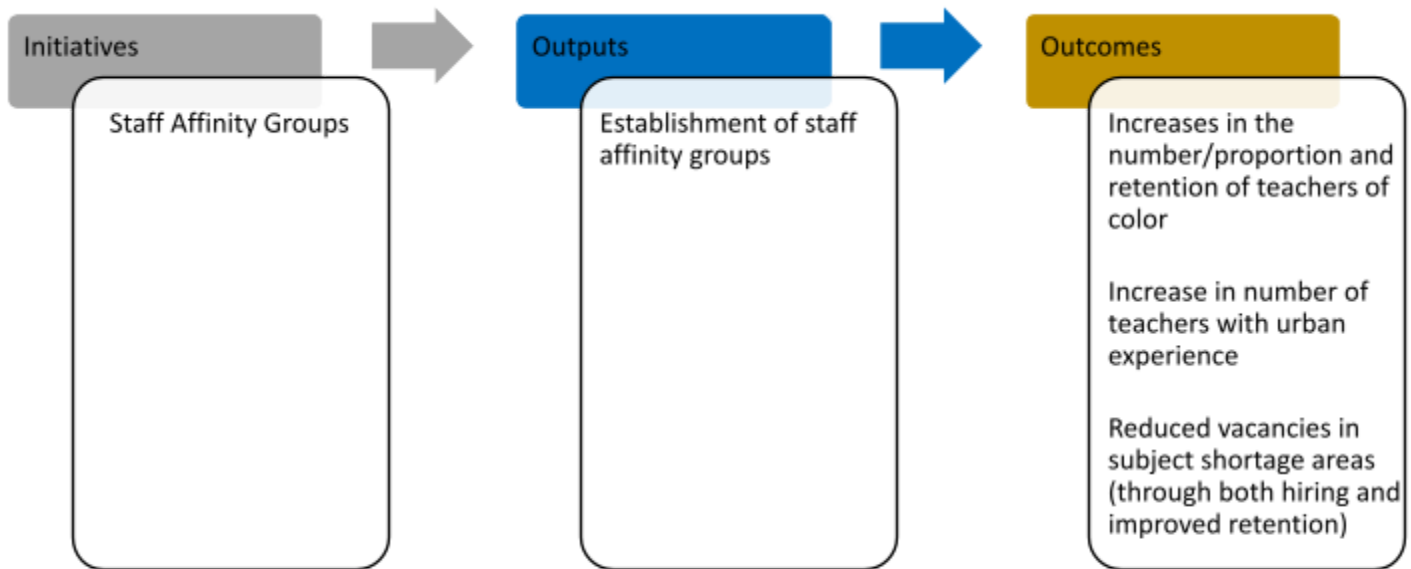 Initiatives
Staff Affinity Groups
Outputs
Establishment of staff
affinity groups
Outcomes
Increases in the
number/proportion and
retention of teachers of
color
Increase in number of
teachers with urban
experience
Reduced vacancies in
subject shortage areas
(through both hiring and
improved retention)